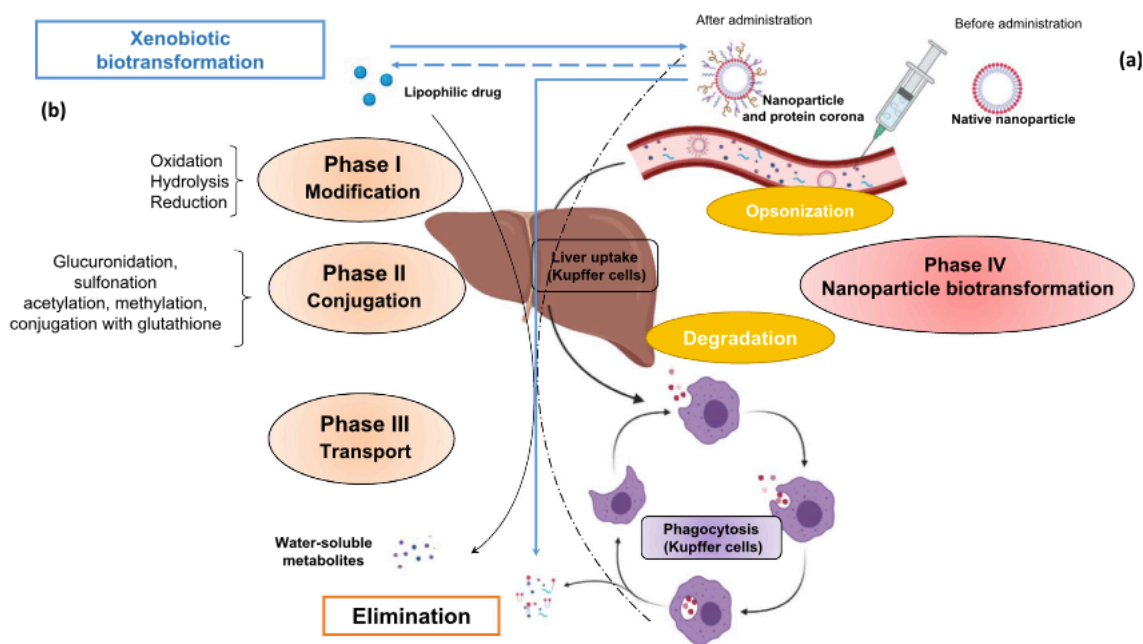 Xenobiotic
biotransformation
After administration
Before administration
(a)
(b)
Lipophilic drug
Nanoparticle
and protein corona
Native nanoparticle
Oxidation
Hydrolysis
Reduction
Phase I
Modification
Opsonization
Glucuronidation,
sulfonation
acetylation, methylation,
conjugation with glutathione
Phase II
Conjugation
Liver uptake
(Kupffer cells)
Phase IV
Nanoparticle biotransformation
Degradation
Phase III
Transport
Phagocytosis
(Kupffer cells)
Water-soluble
metabolites
Elimination